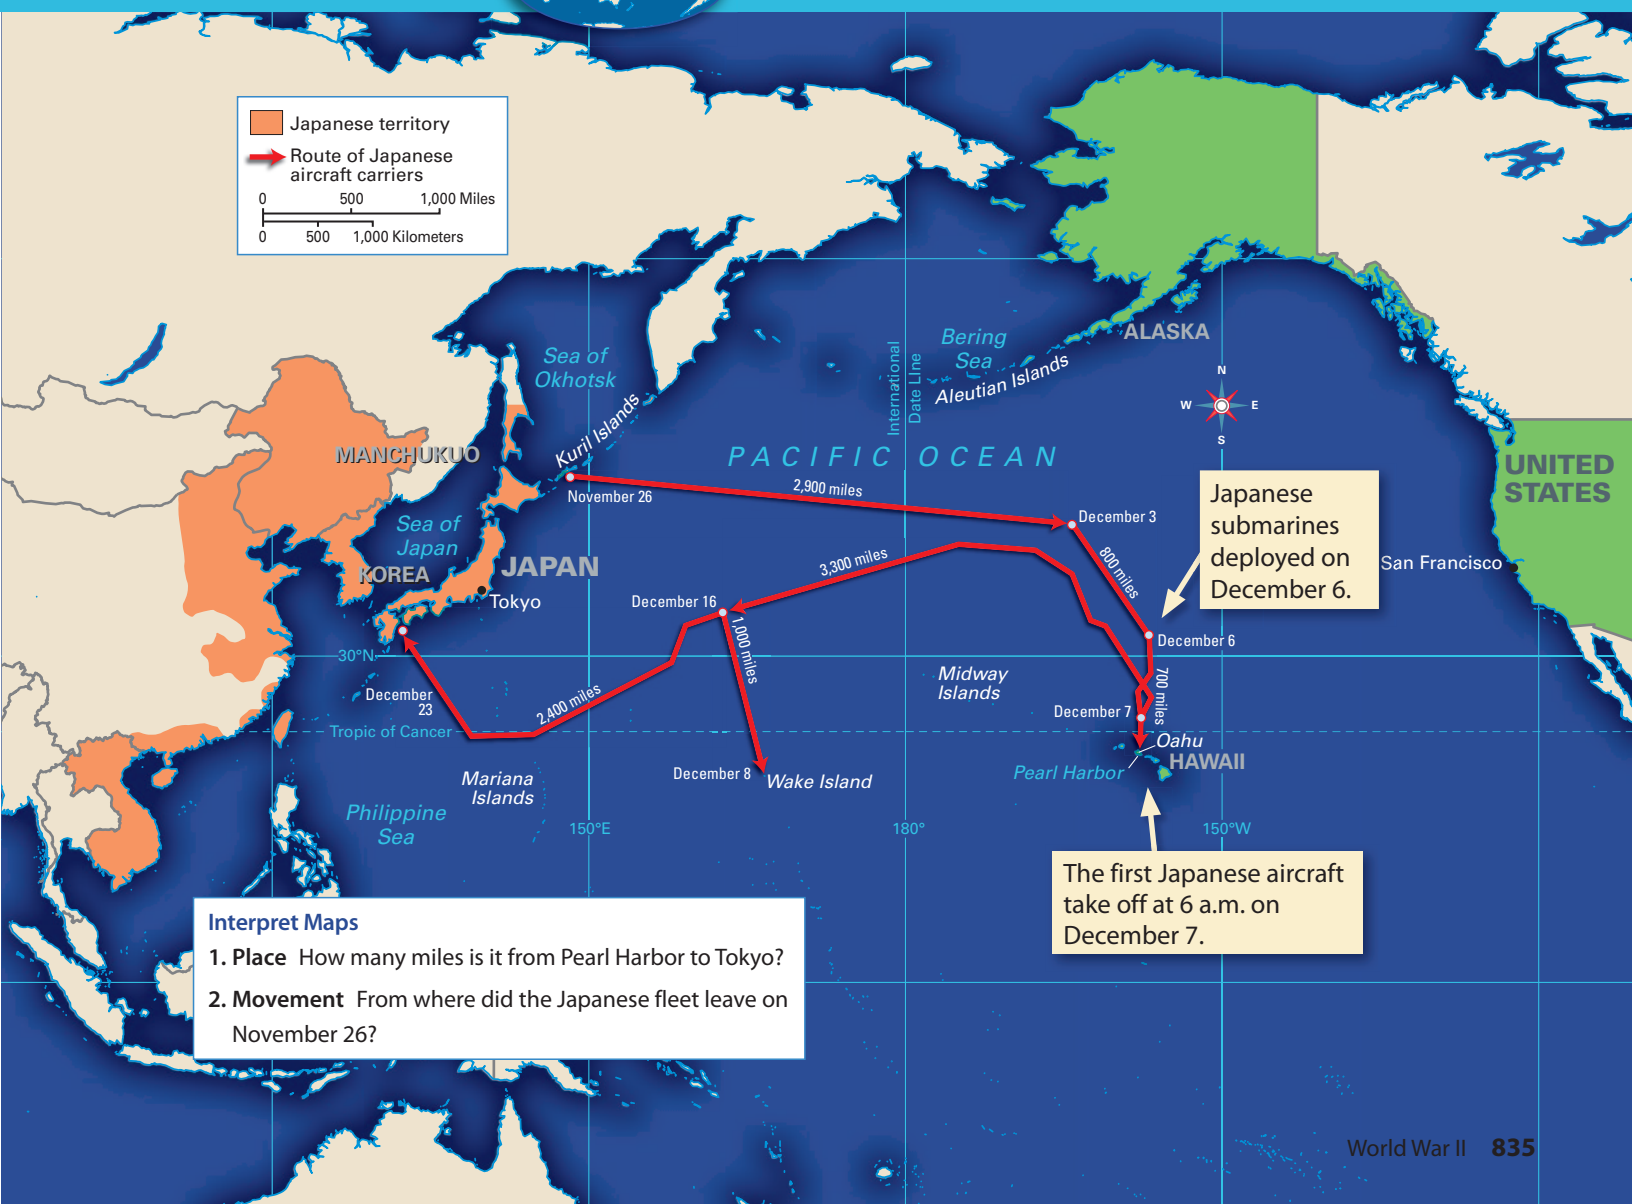 Japanese territory
Route of Japanese
aircraft carriers
0 500 1,000 Miles
0 500 1,000 Kilometers
ALASKA
Bering
Sea
Aleutian Islands
International
Date LIne
Sea of
Okhotsk
Kuril Islands
N
W E
S
MANCHUKUO
PACIFIC OCEAN
UNITED
STATES
2,900 miles
November 26
December 3
Japanese
submarines
deployed on
December 6.
Sea of
Japan
JAPAN
KOREA
Tokyo
3,300 miles
800 miles
San Francisco
December 16
1,000 miles
December 6
30°N
Midway
Islands
700 miles
December
23
2,400 miles
December 7
Tropic of Cancer
Oahu
HAWAII
Pearl Harbor
December 8
Wake Island
Mariana
Islands
Philippine
Sea
150°E
180°
150°W
The first Japanese aircraft
take off at 6 a.m. on
December 7.
Interpret Maps
1. Place How many miles is it from Pearl Harbor to Tokyo?
2. Movement From where did the Japanese fleet leave on
November 26?
World War II 835